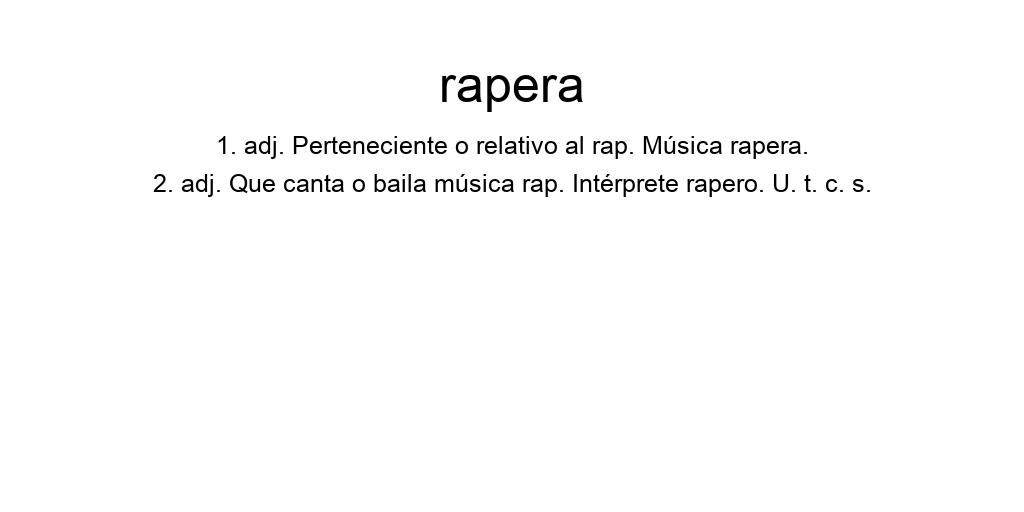 rapera
1. adj. Perteneciente o relativo al rap. Música rapera.
2. adj. Que canta o baila música rap. Intérprete rapero. U. t. c. s.